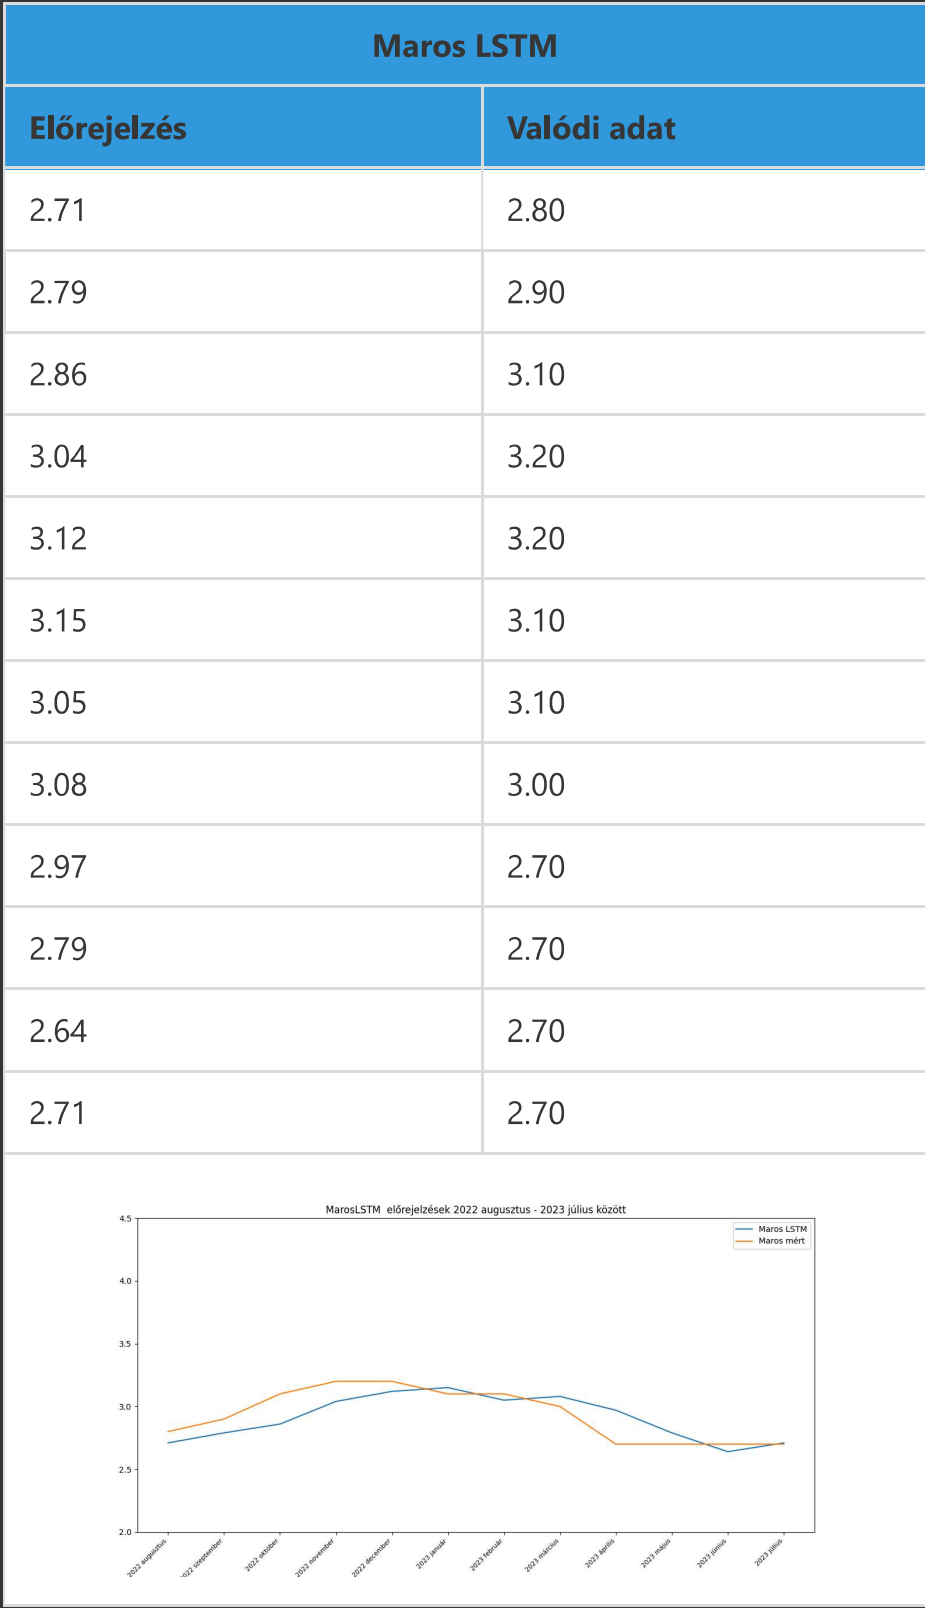 Maros LSTM
Előrejelzés Valódi adat
2.71 2.80
2.79 2.90
2.86 3.10
3.04 3.20
3.12 3.20
3.15 3.10
3.05 3.10
3.08 3.00
2.97 2.70
2.79 2.70
2.64 2.70
2.71 2.70
MarosLSTM előrejelzések 2022 augusztus - 2023 július között
Maros LSTM
Maros mért
4.5
4.0
3.5
3.0
2.5
2.0
2022 augusztus
2022 szeptember
2022 október
2022 november
2022 december
2023 január
2023 február
2023 március
2023 április
2023 május
2023 június
2023 július